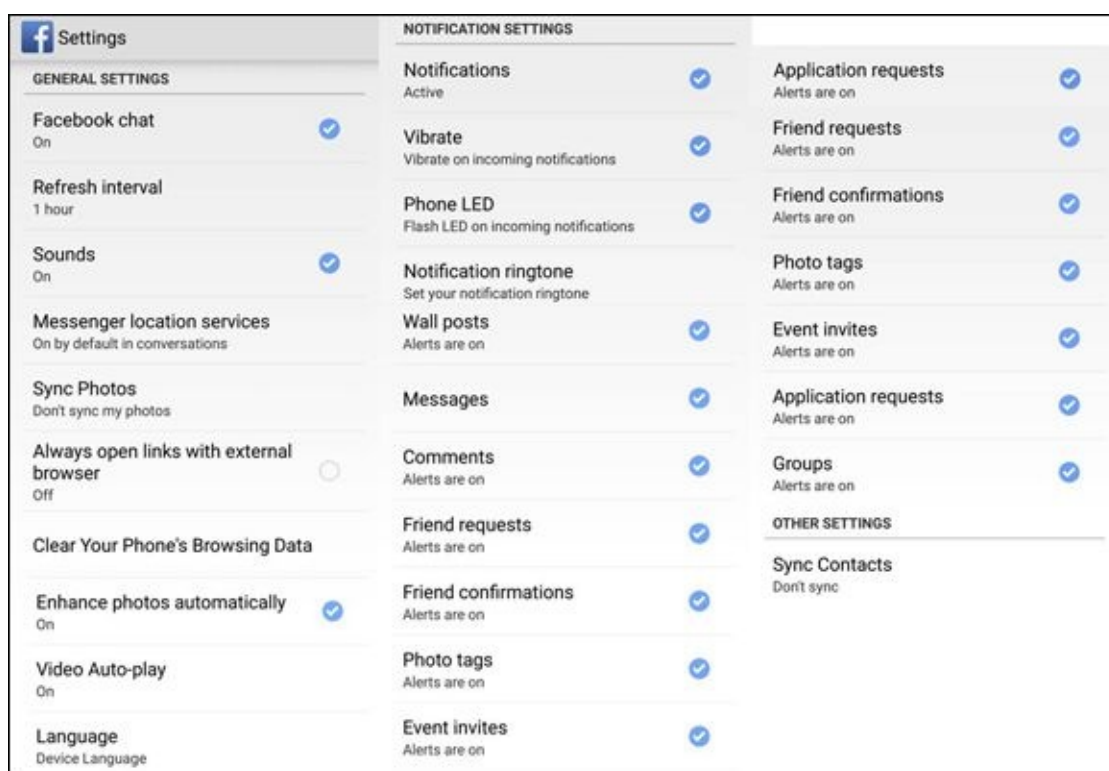 Settings
GENERAL SETTINGS
Facebook chat
On
Refresh interval
1 hour
Sounds
On
Messenger location services
On by default in conversations
Sync Photos
Don't sync my photos
Always open links with external
browser
Off
Clear Your Phone's Browsing Data
Enhance photos automatically
On
Video Auto-play
On
Language
Device Language
NOTIFICATION SETTINGS
Notifications
Active
Vibrate
Vibrate on incoming notifications
Phone LED
Flash LED on incoming notifications
Notification ringtone
Set your notification ringtone
Wall posts
Alerts are on
Messages
Comments
Alerts are on
Friend requests
Alerts are on
Friend confirmations
Alerts are on
Photo tags
Alerts are on
Event invites
Alerts are on
Application requests
Alerts are on
Friend requests
Alerts are on
Friend confirmations
Alerts are on
Photo tags
Alerts are on
Event invites
Alerts are on
Application requests
Alerts are on
Groups
Alerts are on
OTHER SETTINGS
Sync Contacts
Don't sync